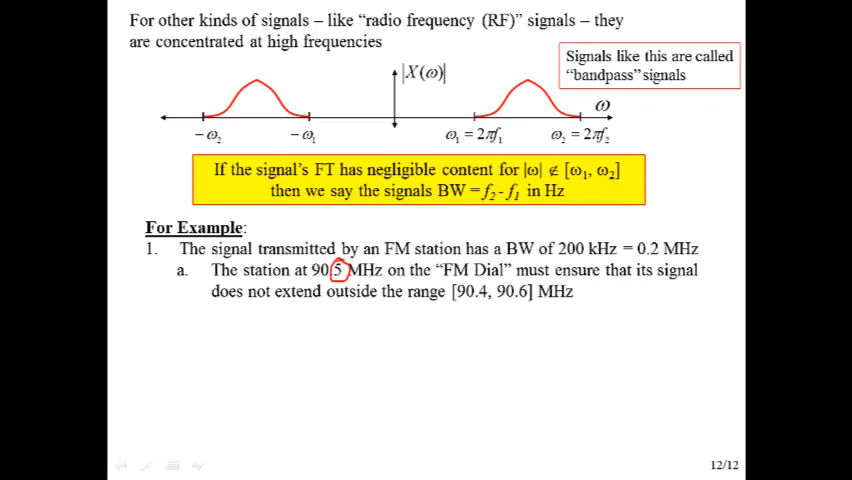 For other kinds of signals – like “radio frequency (RF)” signals – they
are concentrated at high frequencies
Signals like this are called
“bandpass” signals
|X(ω)|
ω
−ω₂
−ω₁
ω₁ = 2πf₁
ω₂ = 2πf₂
If the signal’s FT has negligible content for |ω| ∉ [ω₁, ω₂]
then we say the signals BW = f₂ - f₁ in Hz
For Example:
1. The signal transmitted by an FM station has a BW of 200 kHz = 0.2 MHz
a. The station at 90.5 MHz on the “FM Dial” must ensure that its signal
does not extend outside the range [90.4, 90.6] MHz
12/12